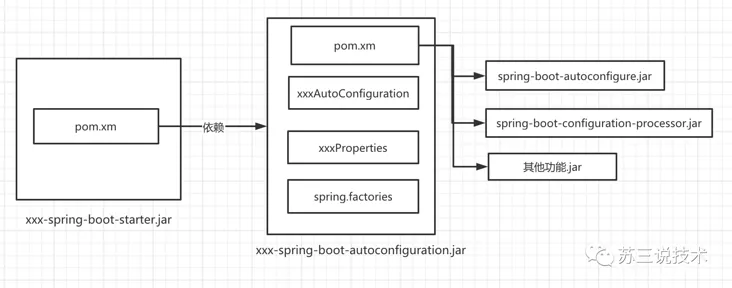 pom.xm
依赖
xxx-spring-boot-starter.jar
pom.xm
xxxAutoConfiguration
xxxProperties
spring.factories
xxx-spring-boot-autoconfiguration.jar
spring-boot-autoconfigure.jar
spring-boot-configuration-processor.jar
其他功能.jar
苏三说技术